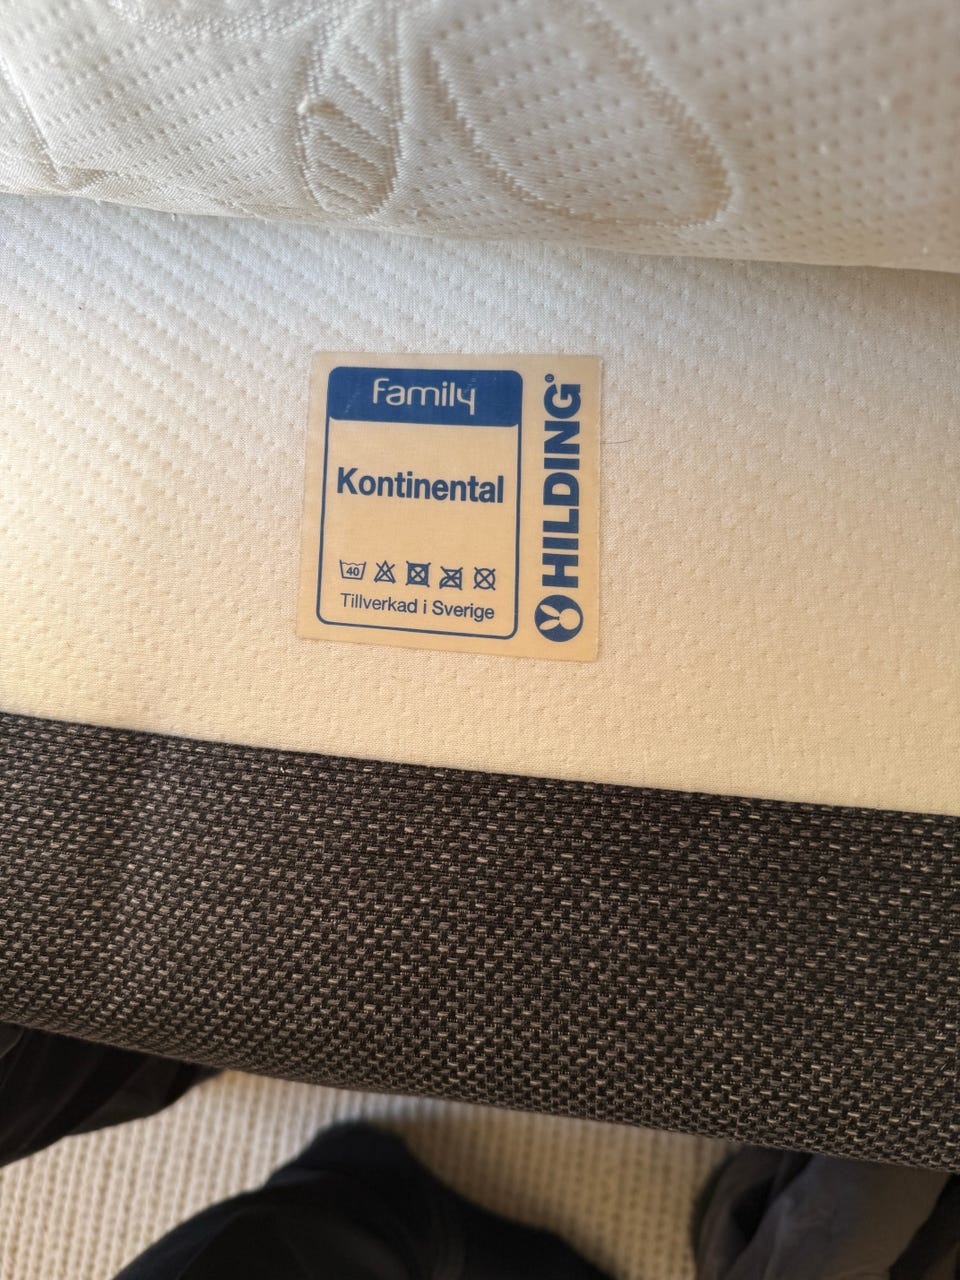 family
Kontinental
40
Tillverkad i Sverige
HILDING